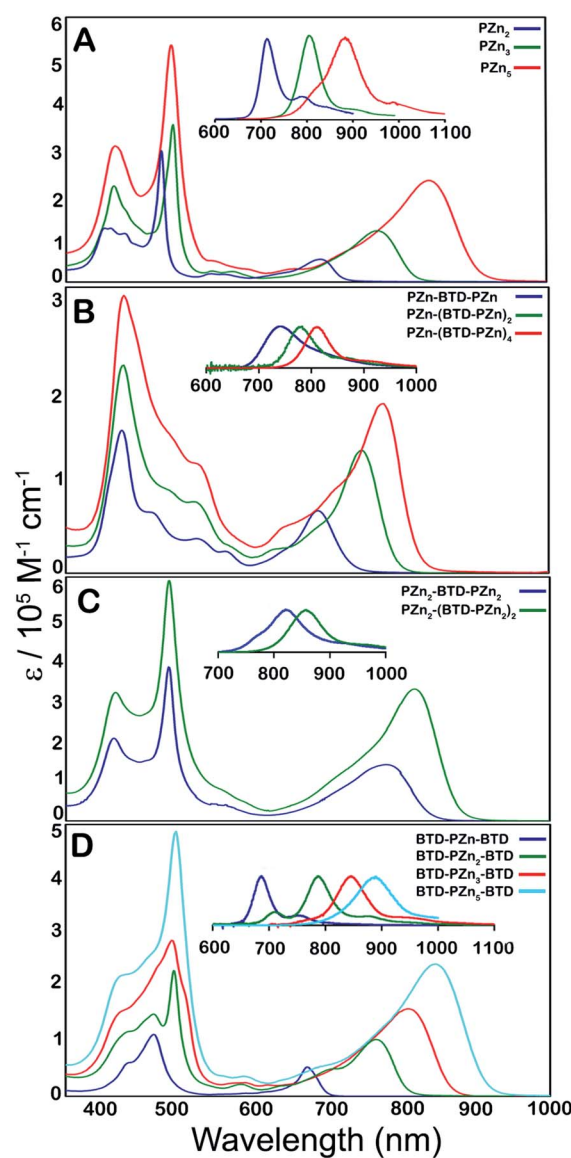 A
6
5
4
3
2
1
0
PZn₂
PZn₃
PZn₅
600 700 800 900 1000 1100
B
3
2
1
0
PZn-BTD-PZn
PZn-(BTD-PZn)₂
PZn-(BTD-PZn)₄
600 700 800 900 1000
C
6
5
4
3
2
1
0
PZn₂-BTD-PZn₂
PZn₂-(BTD-PZn₂)₂
700 800 900 1000
D
5
4
3
2
1
0
BTD-PZn-BTD
BTD-PZn₂-BTD
BTD-PZn₃-BTD
BTD-PZn₅-BTD
600 700 800 900 1000 1100
400 500 600 700 800 900 1000
ε / 10⁵ M⁻¹ cm⁻¹
Wavelength (nm)